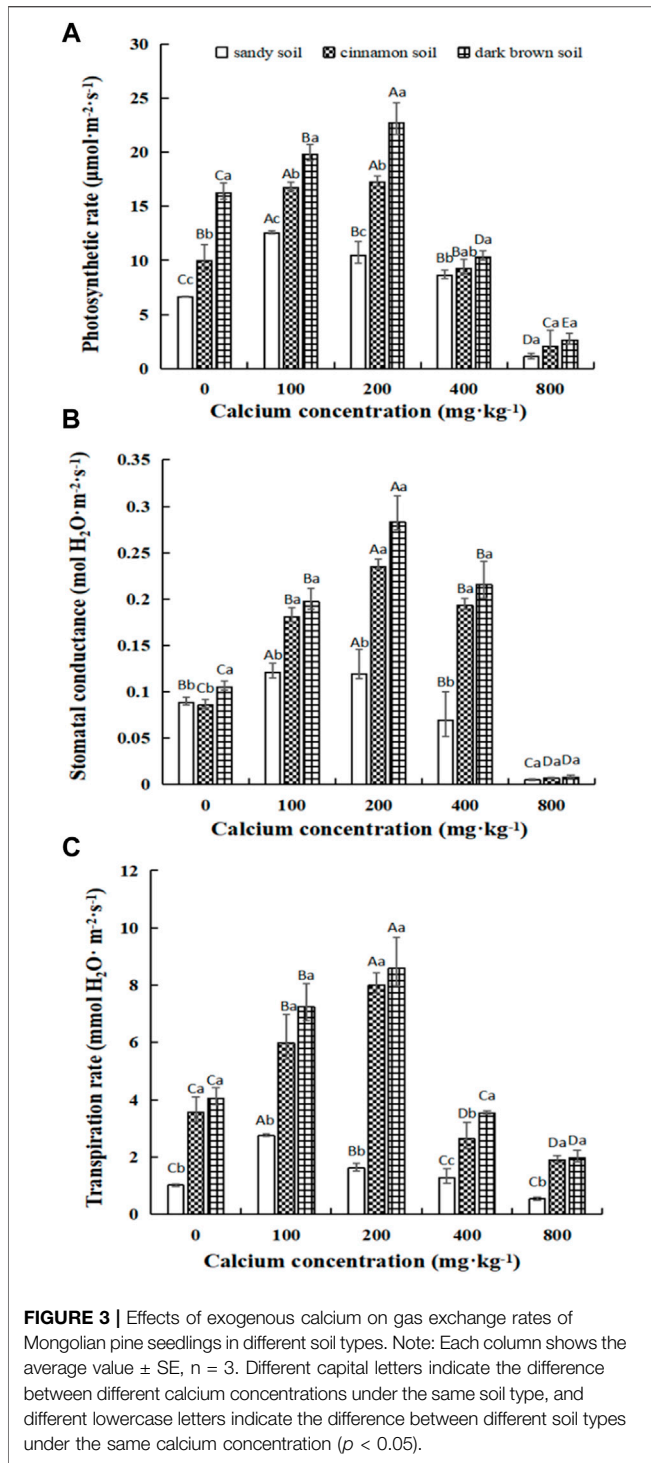 A
30
25
20
15
10
5
0
Photosynthetic rate (μmol·m⁻²·s⁻¹)
sandy soil cinnamon soil dark brown soil
Cc Bb Ca Ac Ab Ba Bc Ab Aa Bb Bab Da Da Ca Ea
0 100 200 400 800
Calcium concentration (mg·kg⁻¹)
B
0.35
0.3
0.25
0.2
0.15
0.1
0.05
0
Stomatal conductance (mol H₂O·m⁻²·s⁻¹)
Bb Cb Ca Ab Ba Ba Ab Aa Aa Bb Ba Ba Ca Da Da
0 100 200 400 800
Calcium concentration (mg·kg⁻¹)
C
12
10
8
6
4
2
0
Transpiration rate (mmol H₂O· m⁻²·s⁻¹)
Cb Ca Ca Ab Ba Ba Bb Aa Aa Cc Db Ca Cb Da Da
0 100 200 400 800
Calcium concentration (mg·kg⁻¹)
FIGURE 3 | Effects of exogenous calcium on gas exchange rates of
Mongolian pine seedlings in different soil types. Note: Each column shows the
average value ± SE, n = 3. Different capital letters indicate the difference
between different calcium concentrations under the same soil type, and
different lowercase letters indicate the difference between different soil types
under the same calcium concentration (p < 0.05).